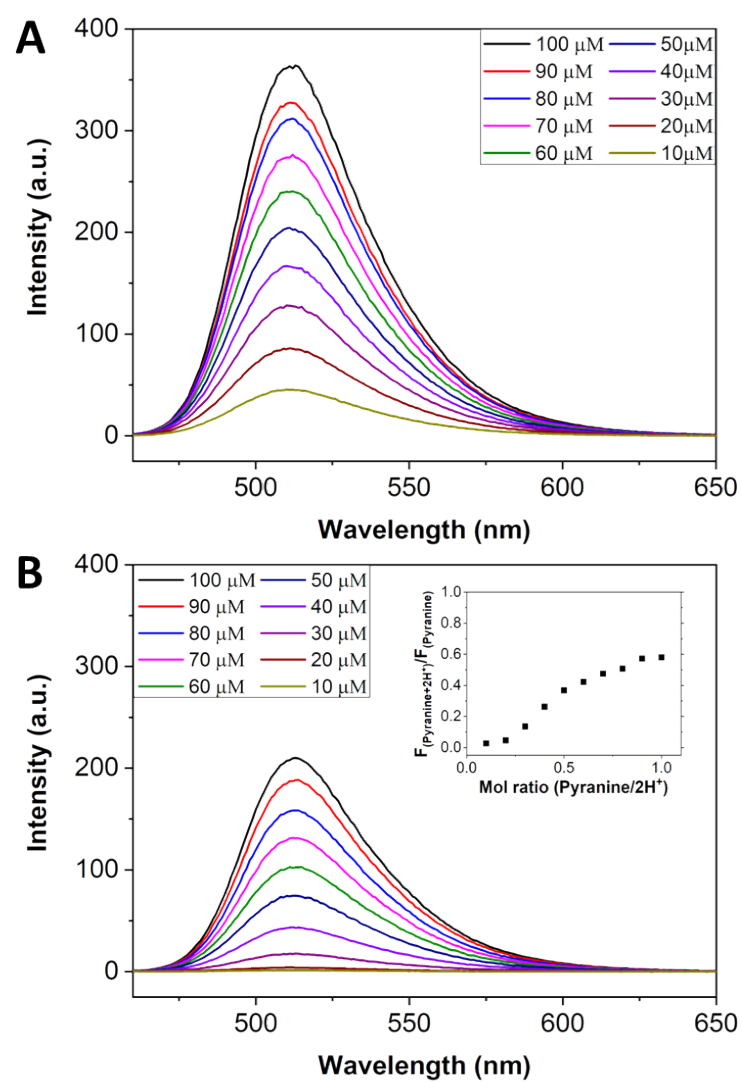 A
400
300
200
100
0
Intensity (a.u.)
100 μM 50μM
90 μM 40μM
80 μM 30μM
70 μM 20μM
60 μM 10μM
500 550 600 650
Wavelength (nm)
B
400
300
200
100
0
Intensity (a.u.)
100 μM 50 μM
90 μM 40 μM
80 μM 30 μM
70 μM 20 μM
60 μM 10 μM
F(Pyranine+2H⁺)/F(Pyranine)
1.0
0.8
0.6
0.4
0.2
0.0
0.0 0.5 1.0
Mol ratio (Pyranine/2H⁺)
500 550 600 650
Wavelength (nm)